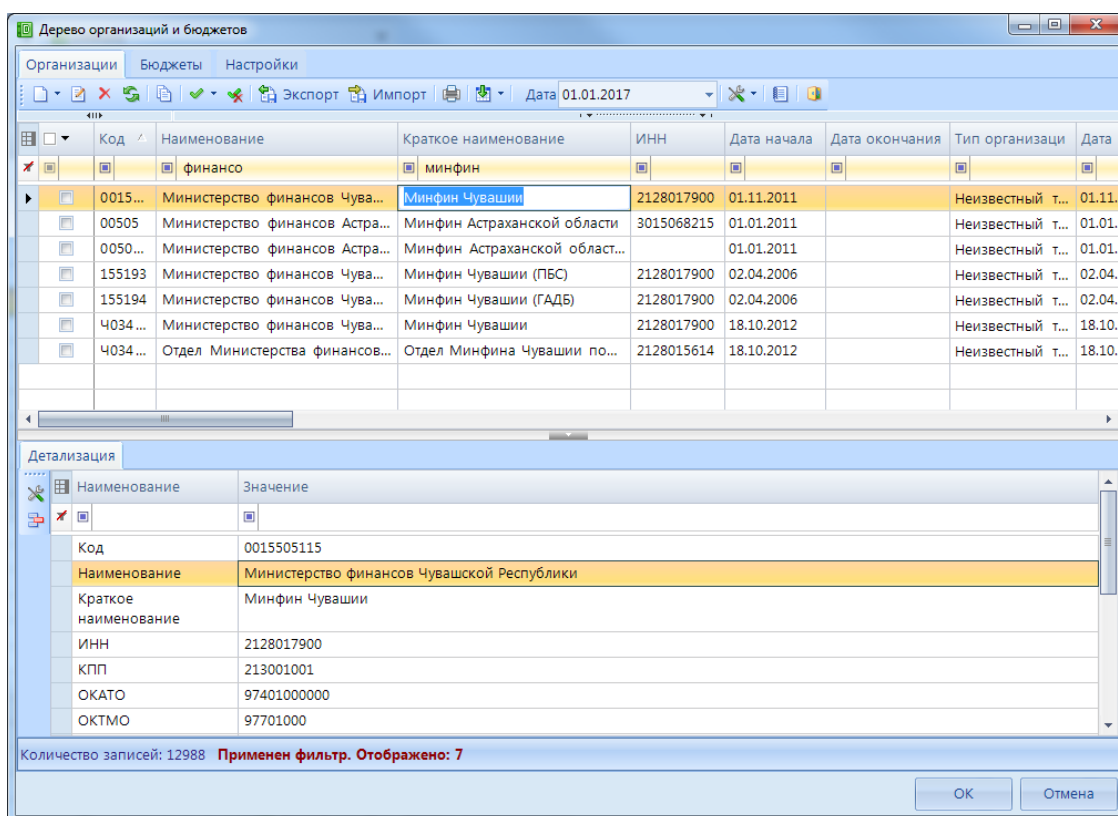 Дерево организаций и бюджетов
Организации Бюджеты Настройки
Экспорт Импорт Дата 01.01.2017
Код Наименование Краткое наименование ИНН Дата начала Дата окончания Тип организаци Дата
финансо минфин
0015... Министерство финансов Чува... Минфин Чувашии 2128017900 01.11.2011 Неизвестный т... 01.11.
00505 Министерство финансов Астра... Минфин Астраханской области 3015068215 01.01.2011 Неизвестный т... 01.01.
0050... Министерство финансов Астра... Минфин Астраханской област... 01.01.2011 Неизвестный т... 01.01.
155193 Министерство финансов Чува... Минфин Чувашии (ПБС) 2128017900 02.04.2006 Неизвестный т... 02.04.
155194 Министерство финансов Чува... Минфин Чувашии (ГАДБ) 2128017900 02.04.2006 Неизвестный т... 02.04.
Ч034... Министерство финансов Чува... Минфин Чувашии 2128017900 18.10.2012 Неизвестный т... 18.10.
Ч034... Отдел Министерства финансов... Отдел Минфина Чувашии по... 2128015614 18.10.2012 Неизвестный т... 18.10.
Детализация
Наименование Значение
Код 0015505115
Наименование Министерство финансов Чувашской Республики
Краткое наименование Минфин Чувашии
ИНН 2128017900
КПП 213001001
ОКАТО 97401000000
ОКТМО 97701000
Количество записей: 12988 Применен фильтр. Отображено: 7
ОК Отмена